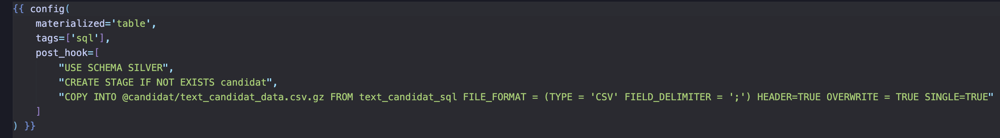 {{ config(
    materialized='table',
    tags=['sql'],
    post_hook=[
        "USE SCHEMA SILVER",
        "CREATE STAGE IF NOT EXISTS candidat",
        "COPY INTO @candidat/text_candidat_data.csv.gz FROM text_candidat_sql FILE_FORMAT = (TYPE = 'CSV' FIELD_DELIMITER = ';') HEADER=TRUE OVERWRITE = TRUE SINGLE=TRUE"
    ]
) }}